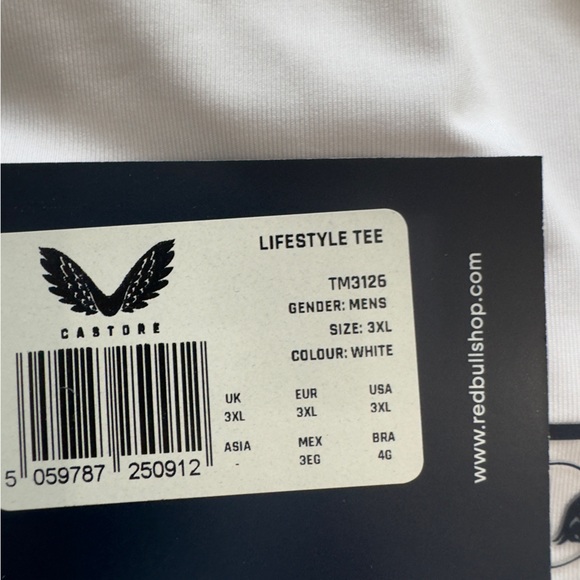 LIFESTYLE TEE
TM3126
GENDER: MENS
SIZE: 3XL
COLOUR: WHITE
CASTORE
UK EUR USA
3XL 3XL 3XL
ASIA MEX BRA
- 3EG 4G
5 059787 250912
www.redbullshop.com